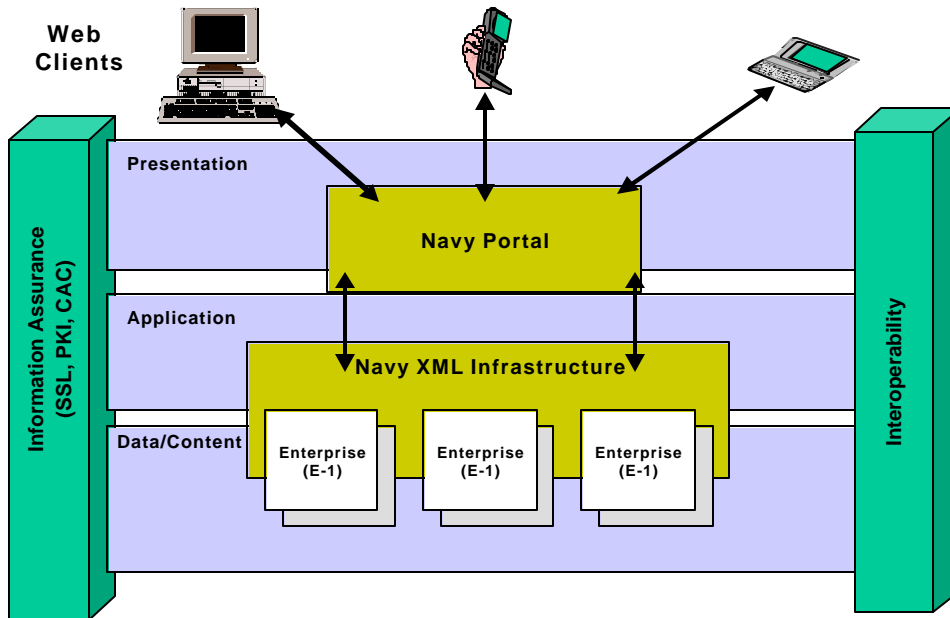 Web
Clients
Presentation
Navy Portal
Application
Navy XML Infrastructure
Data/Content
Enterprise
(E-1)
Enterprise
(E-1)
Enterprise
(E-1)
Information Assurance
(SSL, PKI, CAC)
Interoperability